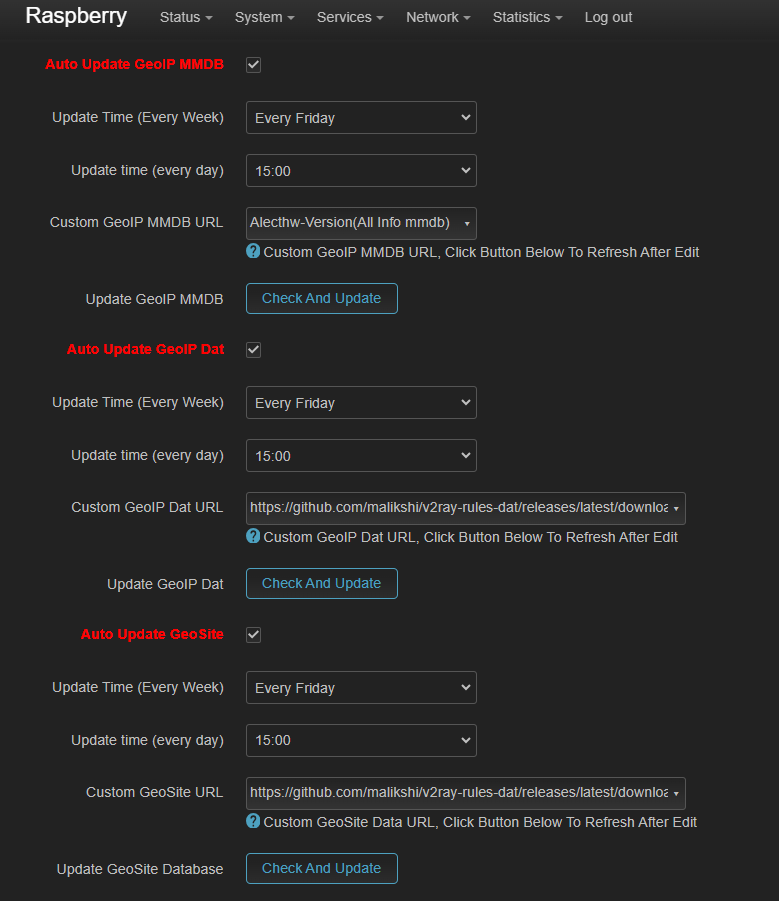 Raspberry Status System Services Network Statistics Log out
Auto Update GeoIP MMDB
Update Time (Every Week) Every Friday
Update time (every day) 15:00
Custom GeoIP MMDB URL Alecthw-Version(All Info mmdb)
? Custom GeoIP MMDB URL, Click Button Below To Refresh After Edit
Update GeoIP MMDB Check And Update
Auto Update GeoIP Dat
Update Time (Every Week) Every Friday
Update time (every day) 15:00
Custom GeoIP Dat URL https://github.com/malikshi/v2ray-rules-dat/releases/latest/downloa
? Custom GeoIP Dat URL, Click Button Below To Refresh After Edit
Update GeoIP Dat Check And Update
Auto Update GeoSite
Update Time (Every Week) Every Friday
Update time (every day) 15:00
Custom GeoSite URL https://github.com/malikshi/v2ray-rules-dat/releases/latest/downloa
? Custom GeoSite Data URL, Click Button Below To Refresh After Edit
Update GeoSite Database Check And Update